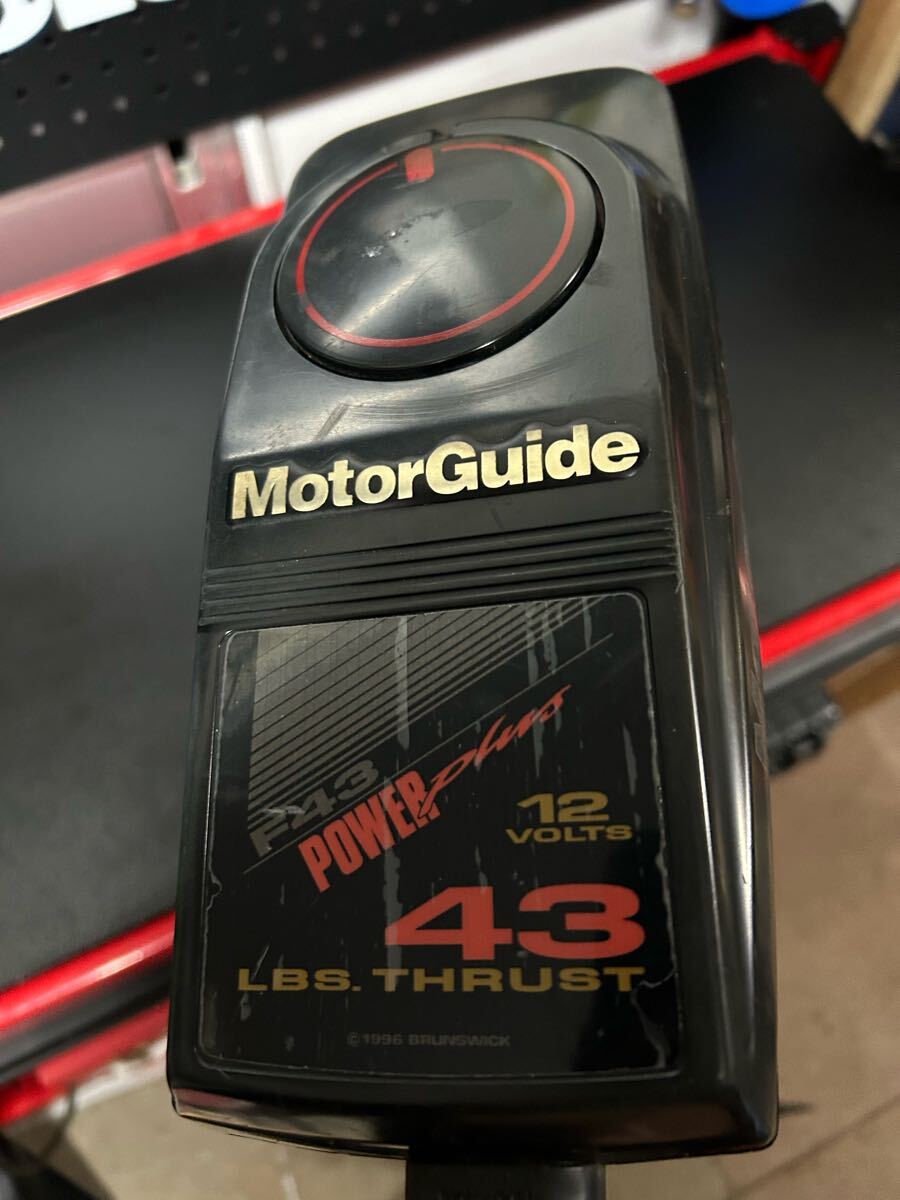 MotorGuide
F43
POWER plus
12
VOLTS
43
LBS. THRUST
©1996 BRUNSWICK